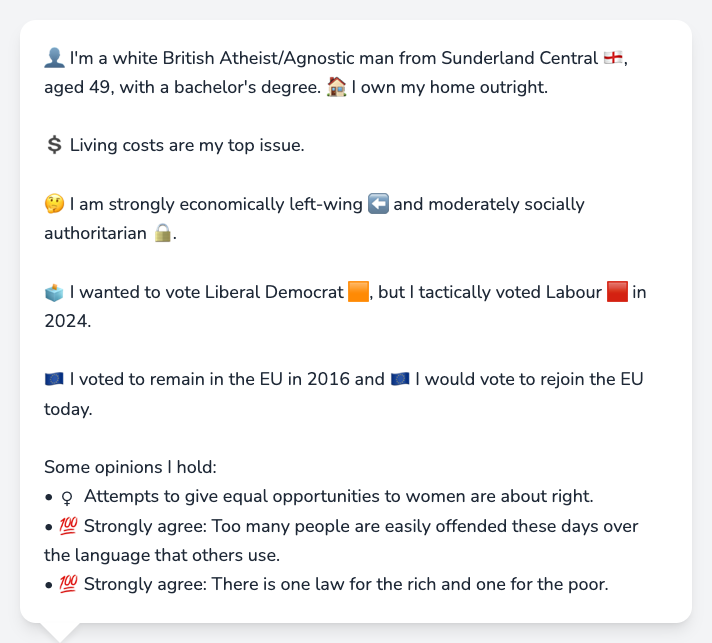 👤 I'm a white British Atheist/Agnostic man from Sunderland Central 🏴󠁧󠁢󠁥󠁮󠁧󠁿,
aged 49, with a bachelor's degree. 🏠 I own my home outright.
💲 Living costs are my top issue.
🤔 I am strongly economically left-wing ⬅️ and moderately socially
authoritarian 🔒.
🗳️ I wanted to vote Liberal Democrat 🟧, but I tactically voted Labour 🟥 in
2024.
🇪🇺 I voted to remain in the EU in 2016 and 🇪🇺 I would vote to rejoin the EU
today.
Some opinions I hold:
• ♀ Attempts to give equal opportunities to women are about right.
• 💯 Strongly agree: Too many people are easily offended these days over
the language that others use.
• 💯 Strongly agree: There is one law for the rich and one for the poor.